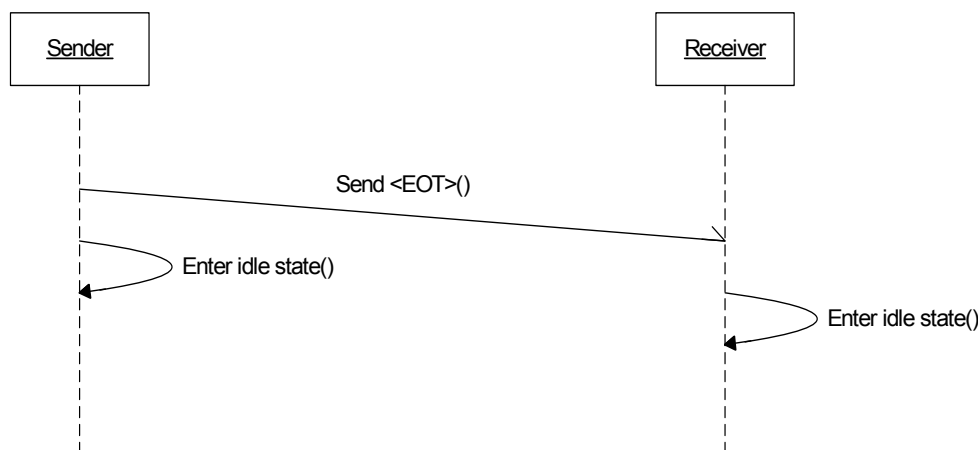 Sender
Receiver
Send <EOT>()
Enter idle state()
Enter idle state()